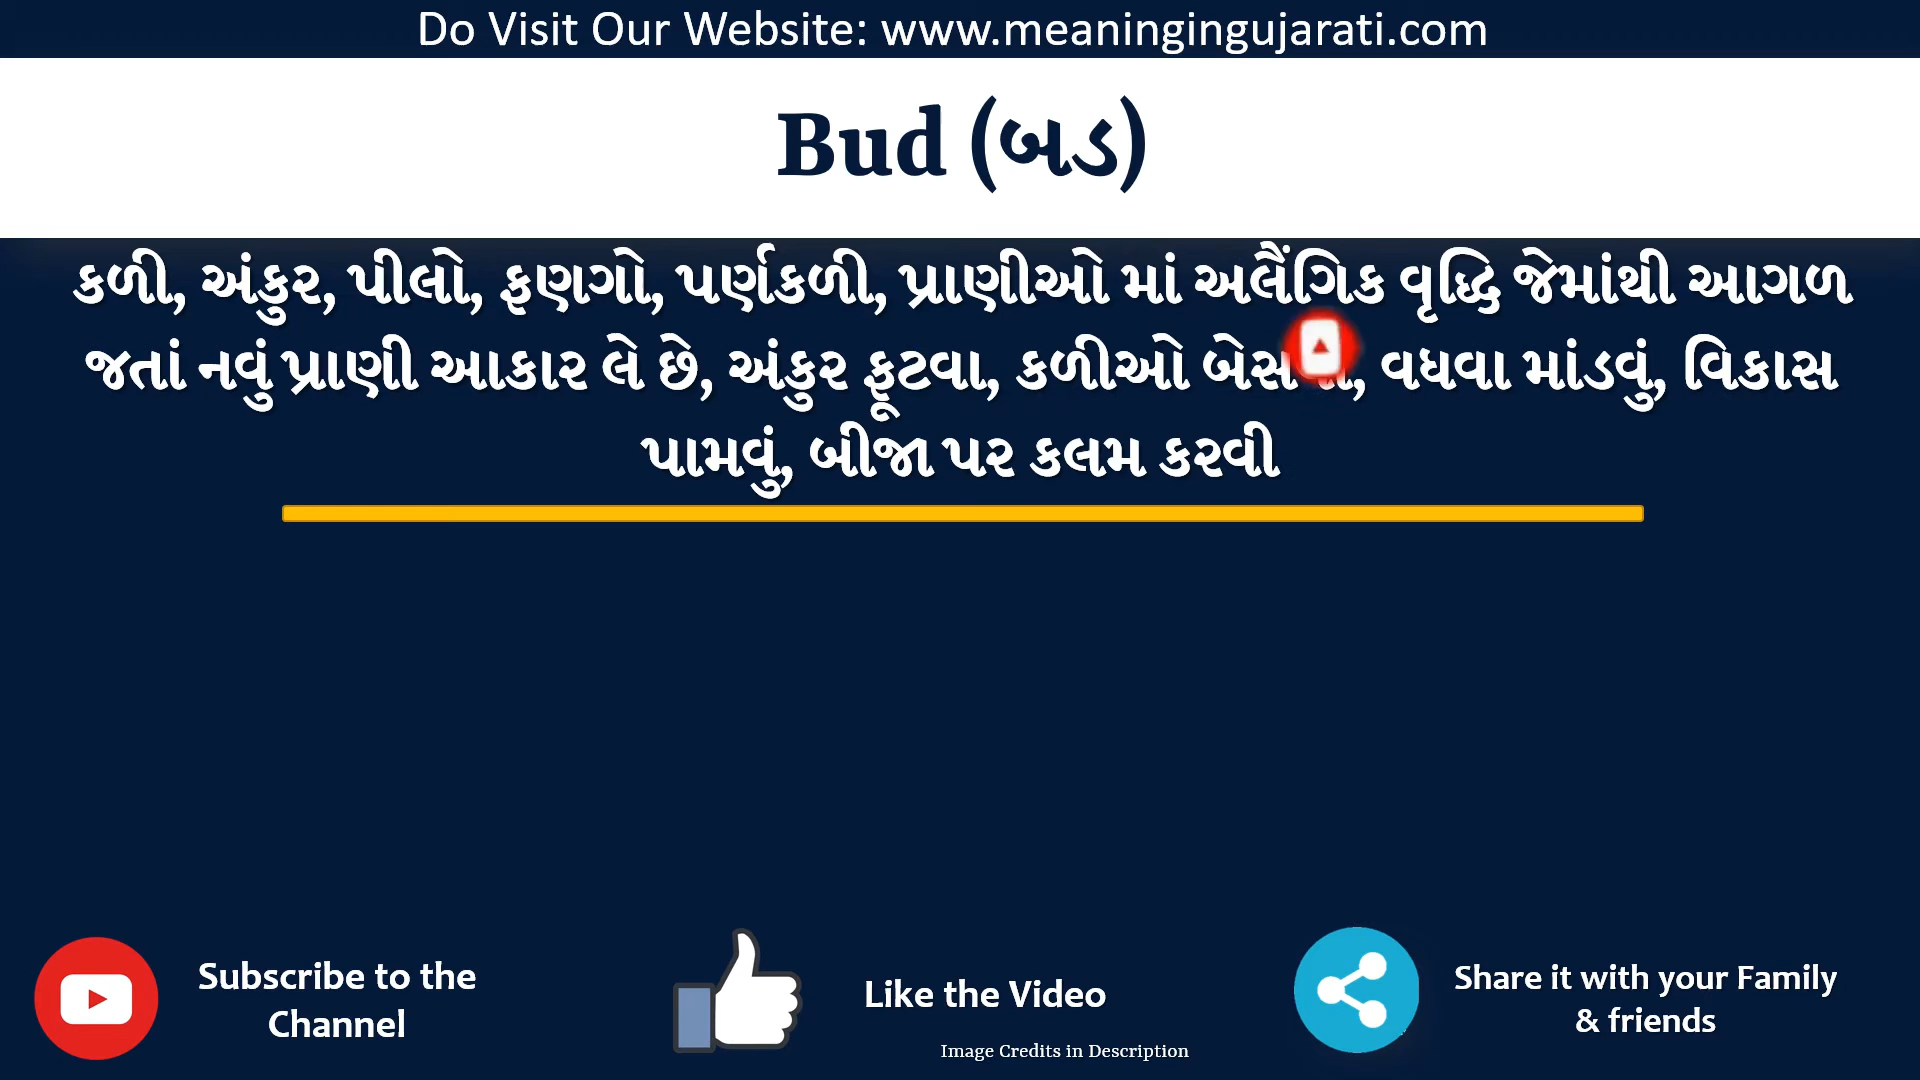 Do Visit Our Website: www.meaningingujarati.com
Bud (બડ)
કળી, અંકુર, પીલો, ફણગો, પર્ણકળી, પ્રાણીઓ માં અલૈંગિક વૃદ્ધિ જેમાંથી આગળ
જતાં નવું પ્રાણી આકાર લે છે, અંકુર ફૂટવા, કળીઓ વધવા માંડવું, વિકાસ
પામવું, બીજા પર કલમ કરવી
Subscribe to the
Channel
Like the Video
Share it with your Family
& friends
Image Credits in Description